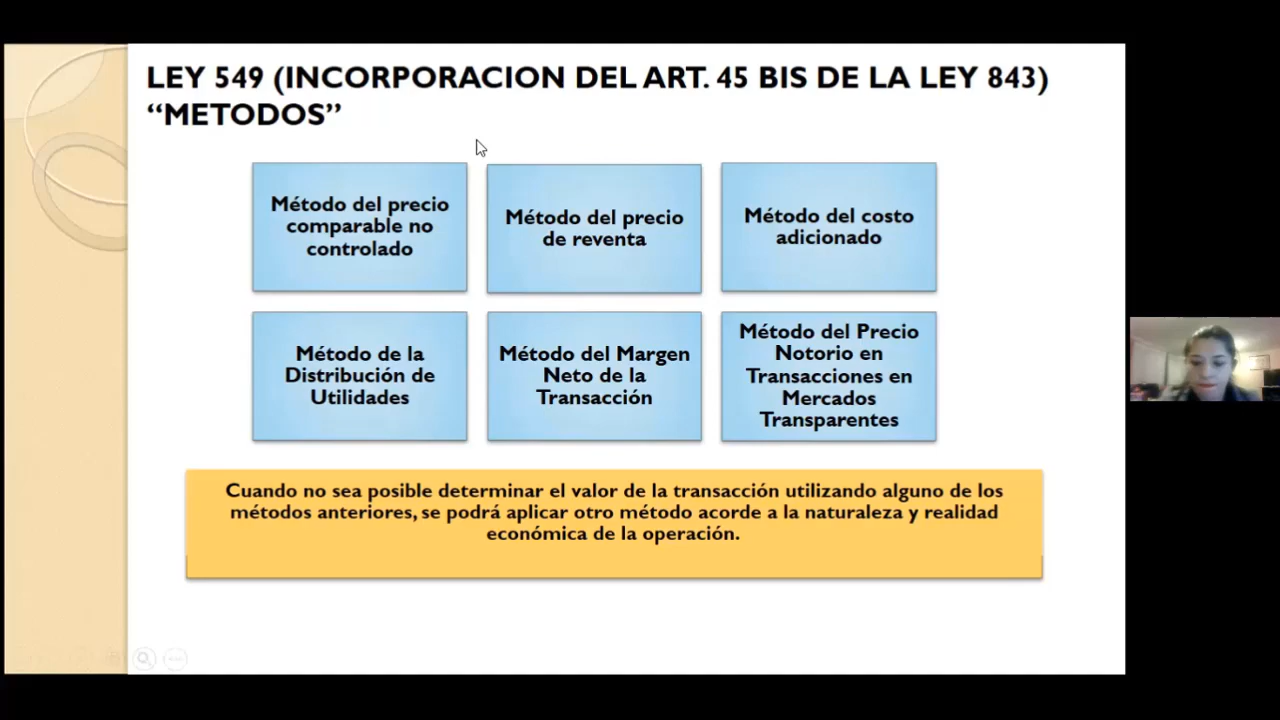 LEY 549 (INCORPORACION DEL ART. 45 BIS DE LA LEY 843)
“METODOS”
Método del precio
comparable no
controlado
Método del precio
de reventa
Método del costo
adicionado
Método de la
Distribución de
Utilidades
Método del Margen
Neto de la
Transacción
Método del Precio
Notorio en
Transacciones en
Mercados
Transparentes
Cuando no sea posible determinar el valor de la transacción utilizando alguno de los
métodos anteriores, se podrá aplicar otro método acorde a la naturaleza y realidad
económica de la operación.